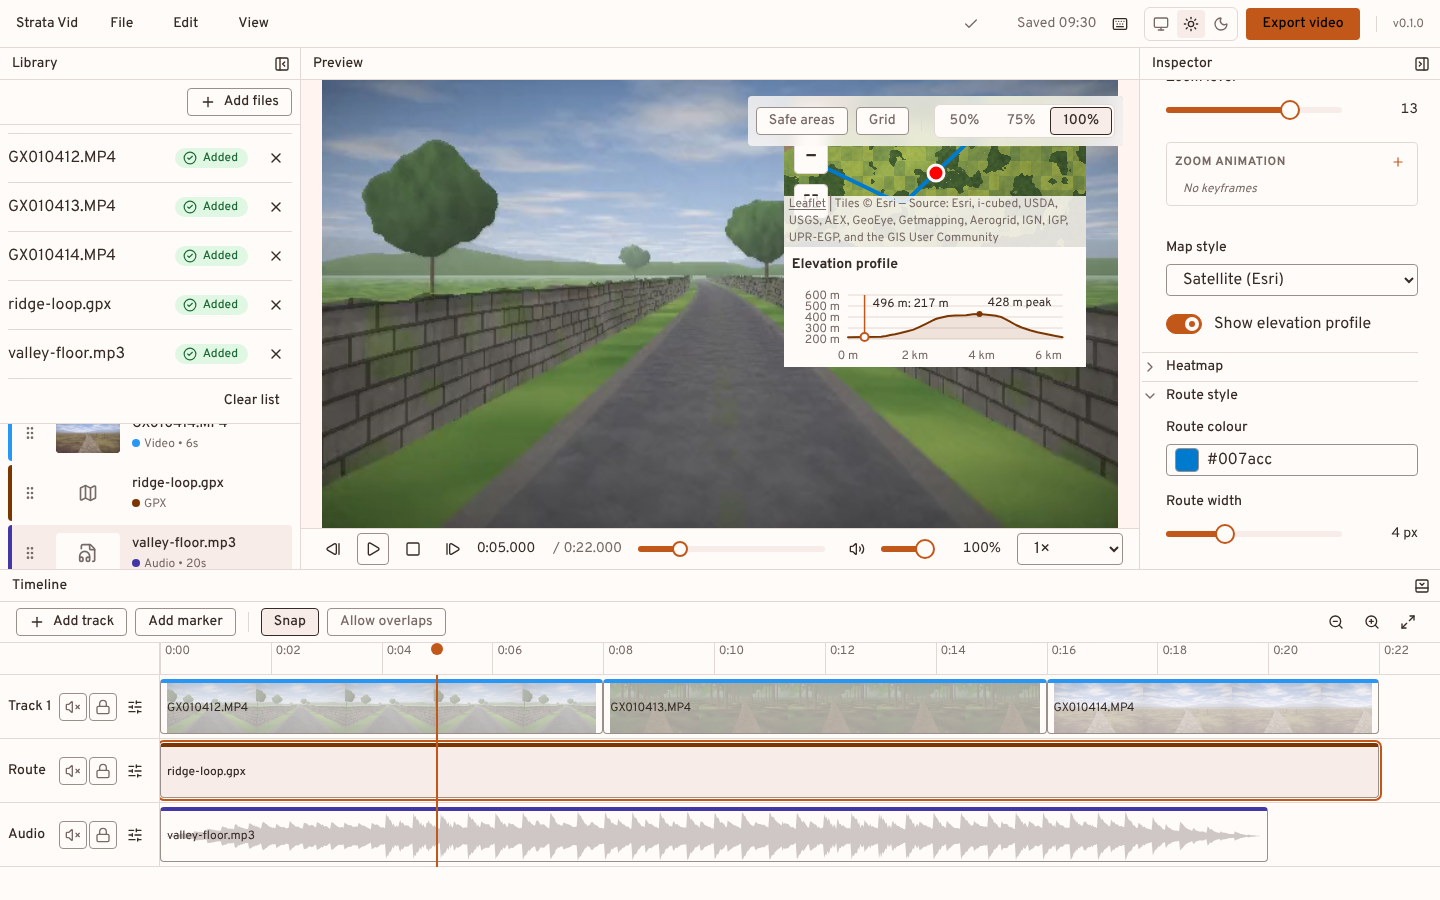 Strata Vid File Edit View Saved 09:30 Export video v0.1.0
Library
Add files
GX010412.MP4 Added
GX010413.MP4 Added
GX010414.MP4 Added
ridge-loop.gpx Added
valley-floor.mp3 Added
Clear list
GX010414.MP4
Video • 6s
ridge-loop.gpx
GPX
valley-floor.mp3
Audio • 20s
Preview
Safe areas Grid 50% 75% 100%
Leaflet | Tiles © Esri — Source: Esri, i-cubed, USDA,
USGS, AEX, GeoEye, Getmapping, Aerogrid, IGN, IGP,
UPR-EGP, and the GIS User Community
Elevation profile
600 m
500 m
400 m
300 m
200 m
496 m; 217 m 428 m peak
0 m 2 km 4 km 6 km
0:05.000 / 0:22.000 100% 1×
Inspector
Zoom level
13
ZOOM ANIMATION
No keyframes
Map style
Satellite (Esri)
Show elevation profile
Heatmap
Route style
Route colour
#007acc
Route width
4 px
Timeline
Add track Add marker Snap Allow overlaps
0:00 0:02 0:04 0:06 0:08 0:10 0:12 0:14 0:16 0:18 0:20 0:22
Track 1 GX010412.MP4 GX010413.MP4 GX010414.MP4
Route ridge-loop.gpx
Audio valley-floor.mp3